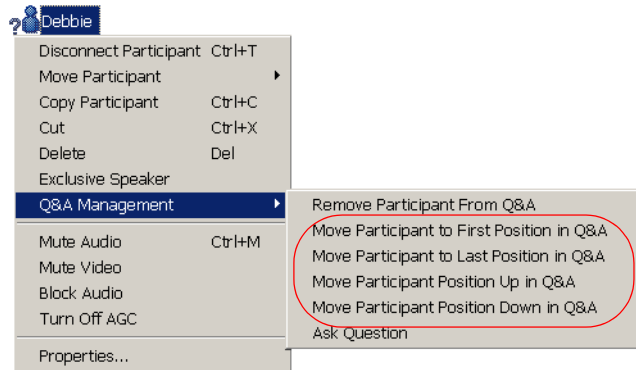 ? Debbie
Disconnect Participant Ctrl+T
Move Participant
Copy Participant Ctrl+C
Cut Ctrl+X
Delete Del
Exclusive Speaker
Q&A Management
Remove Participant From Q&A
Move Participant to First Position in Q&A
Move Participant to Last Position in Q&A
Move Participant Position Up in Q&A
Move Participant Position Down in Q&A
Ask Question
Mute Audio Ctrl+M
Mute Video
Block Audio
Turn Off AGC
Properties...